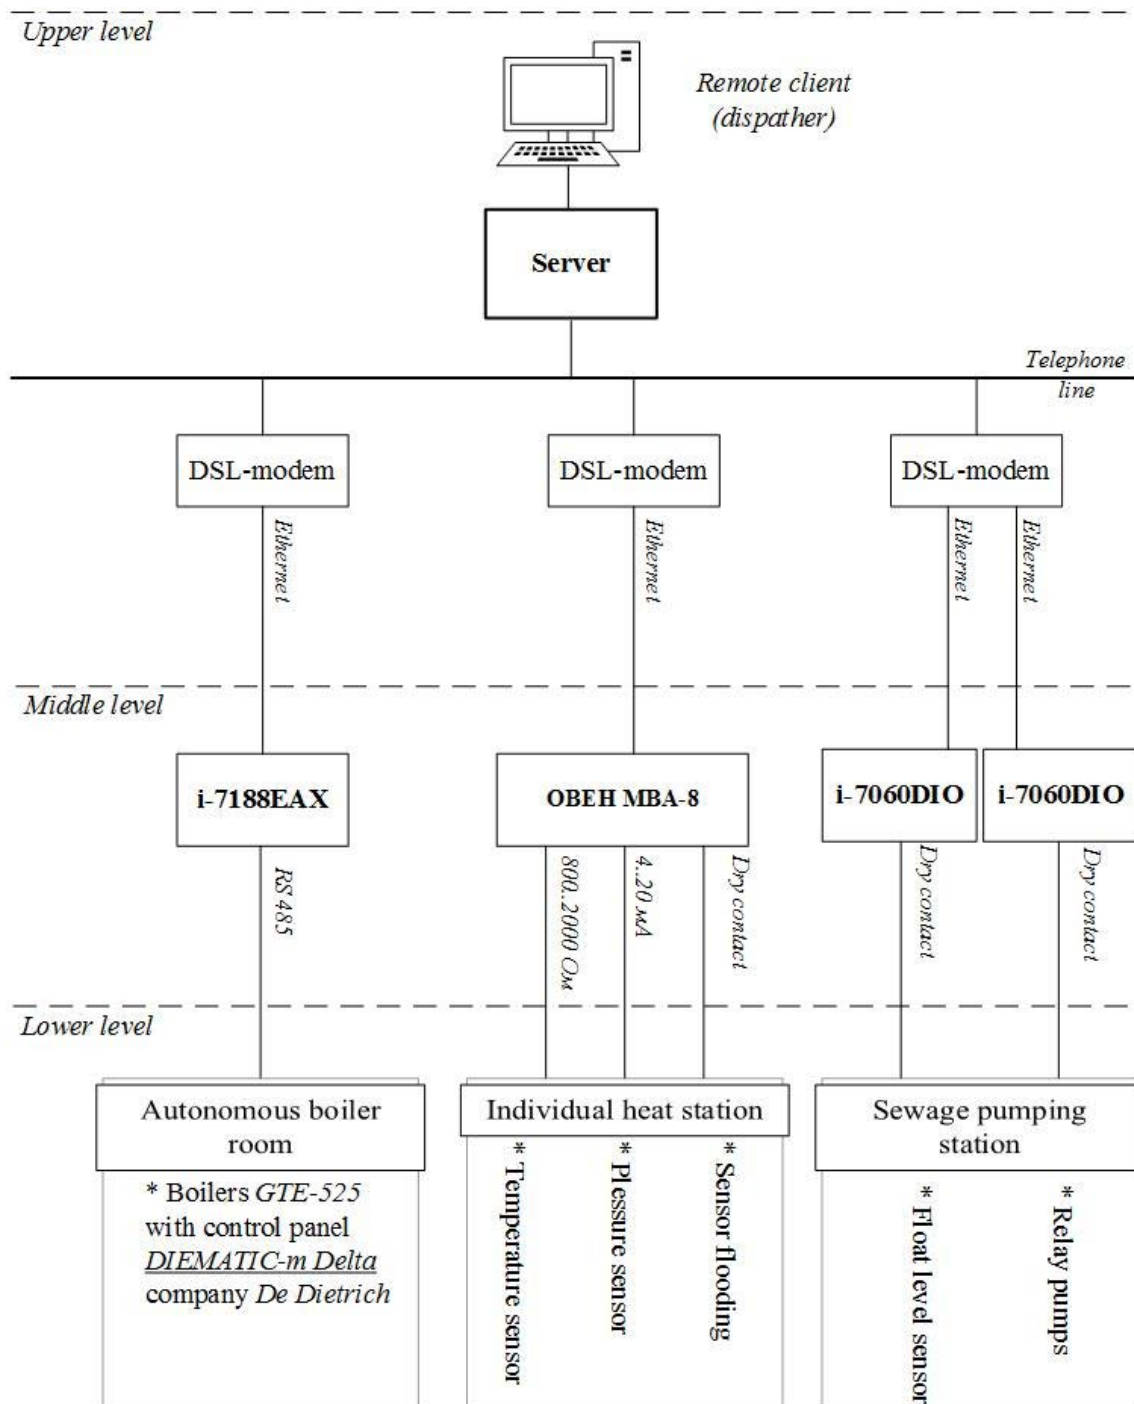 Upper level
Remote client
(dispather)
Server
Telephone
line
DSL-modem
DSL-modem
DSL-modem
Ethernet
Ethernet
Ethernet
Ethernet
Middle level
i-7188EAX
ОВЕН МВА-8
i-7060DIO
i-7060DIO
RS 485
800..2000 Ом
4..20 мА
Dry contact
Dry contact
Dry contact
Lower level
Autonomous boiler
room
* Boilers GTE-525
with control panel
DIEMATIC-m Delta
company De Dietrich
Individual heat station
* Temperature sensor
* Plessure sensor
* Sensor flooding
Sewage pumping
station
* Float level sensor
* Relay pumps